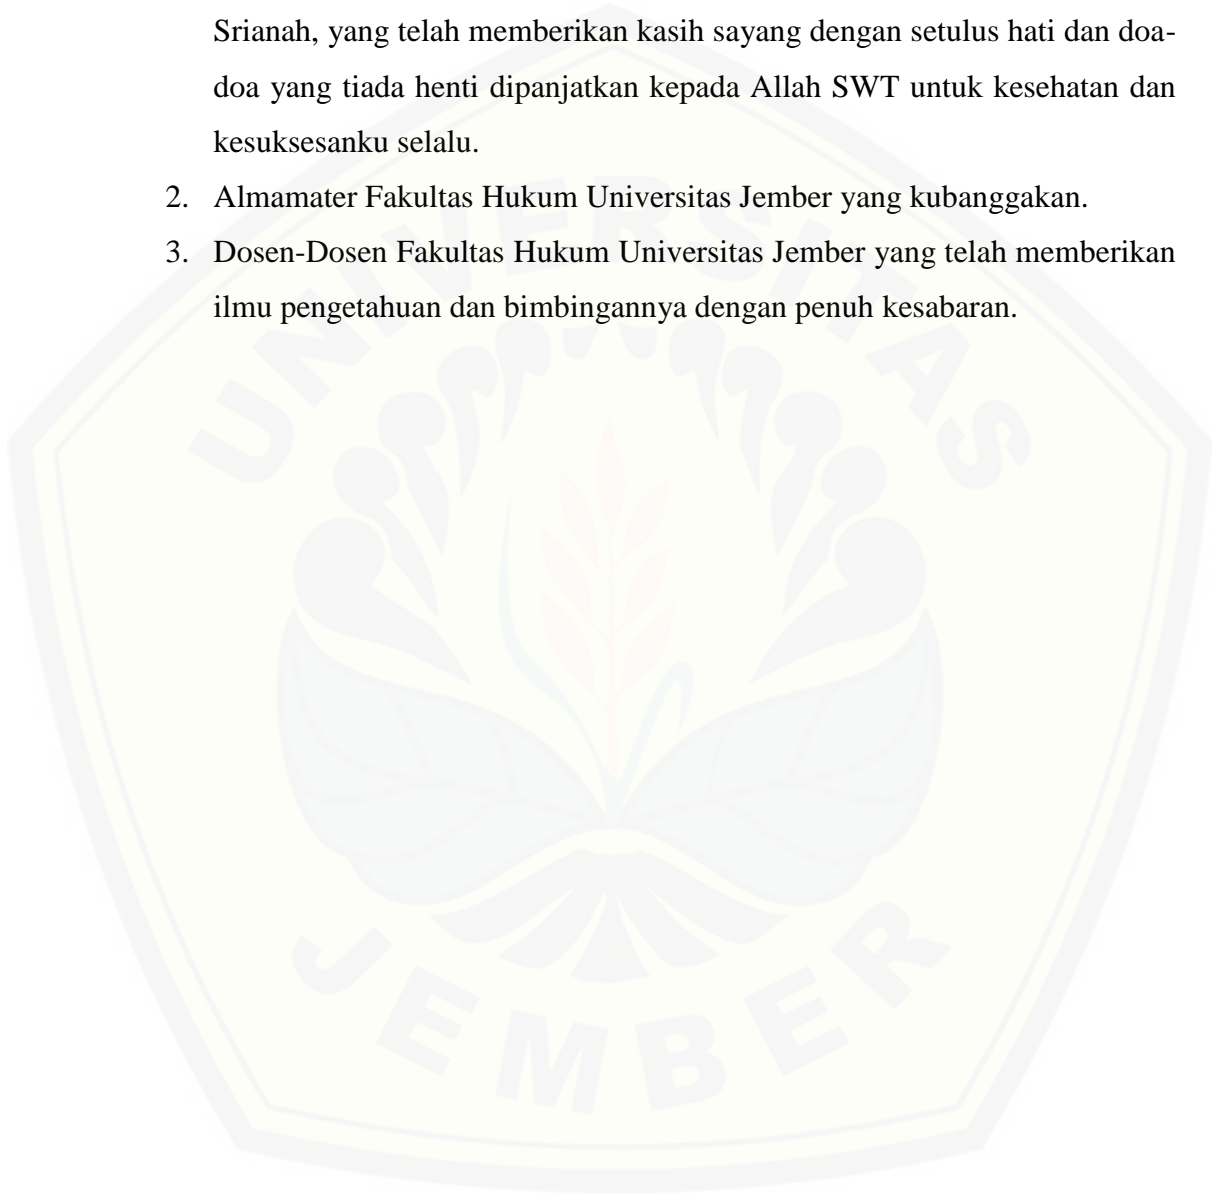 Srianah, yang telah memberikan kasih sayang dengan setulus hati dan doa-
doa yang tiada henti dipanjatkan kepada Allah SWT untuk kesehatan dan
kesuksesanku selalu.
2. Almamater Fakultas Hukum Universitas Jember yang kubanggakan.
3. Dosen-Dosen Fakultas Hukum Universitas Jember yang telah memberikan
ilmu pengetahuan dan bimbingannya dengan penuh kesabaran.
UNIVERSITAS
JEMBER